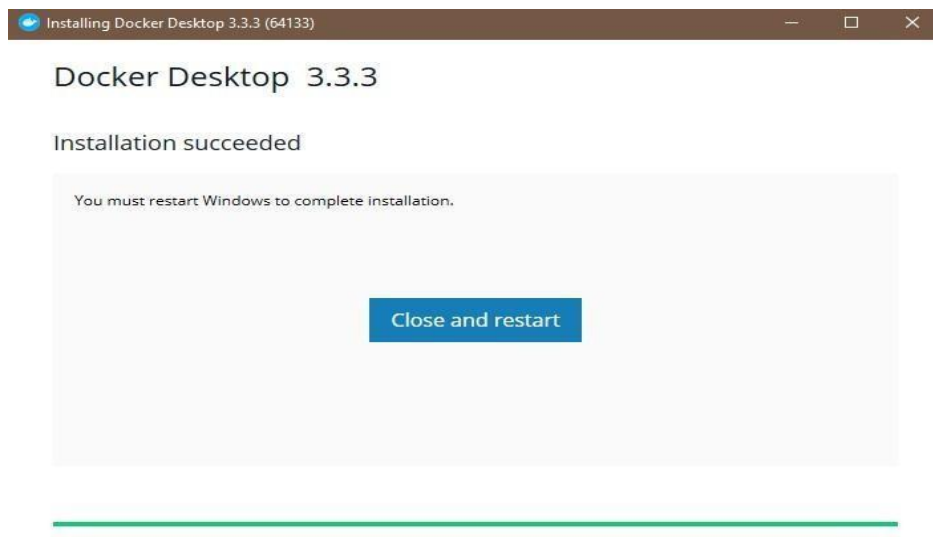 Installing Docker Desktop 3.3.3 (64133)
Docker Desktop 3.3.3
Installation succeeded
You must restart Windows to complete installation.
Close and restart